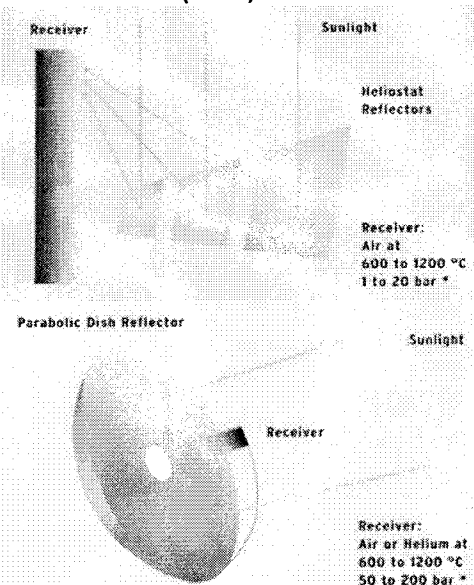 Receiver
Sunlight
Heliostat
Reflectors
Receiver:
Air at
600 to 1200 °C
1 to 20 bar *
Parabolic Dish Reflector
Sunlight
Receiver
Receiver:
Air or Helium at
600 to 1200 °C
50 to 200 bar *